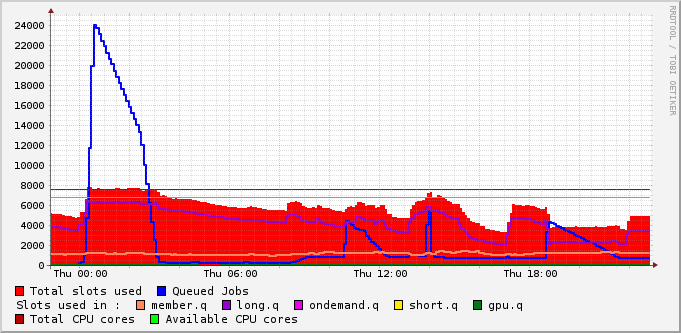 RRDTOOL / TOBI OETIKER
24000
22000
20000
18000
16000
14000
12000
10000
8000
6000
4000
2000
0
Thu 00:00 Thu 06:00 Thu 12:00 Thu 18:00
Total slots used Queued Jobs
Slots used in : member.q long.q ondemand.q short.q gpu.q
Total CPU cores Available CPU cores